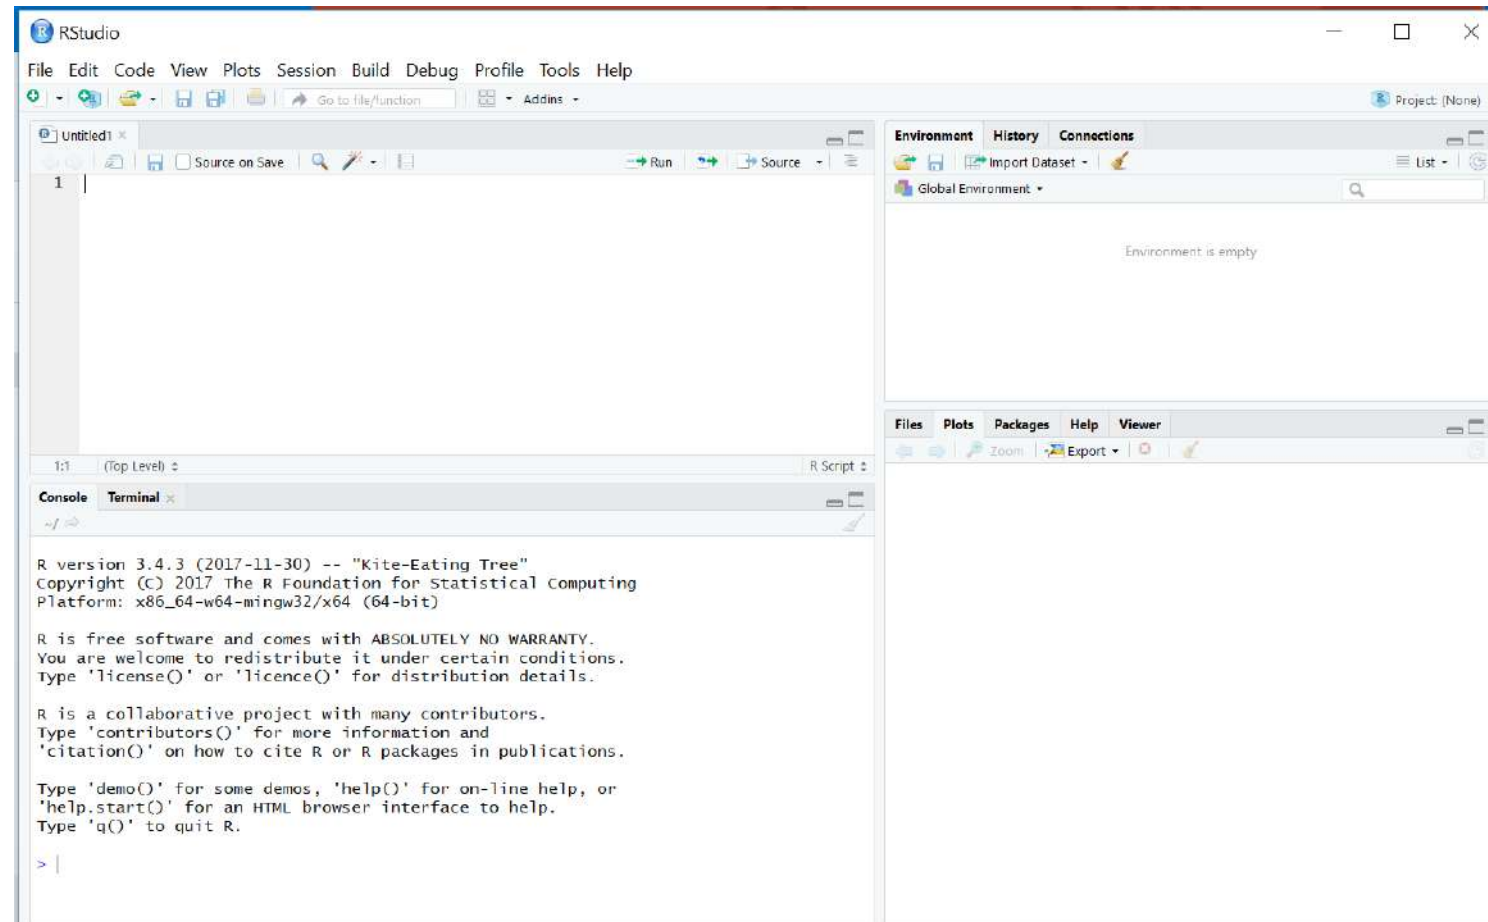 RStudio
File Edit Code View Plots Session Build Debug Profile Tools Help
Go to file/function Addins Project: (None)
Untitled1
Source on Save Run Source
1
1:1 (Top Level) R Script
Console Terminal
~/
R version 3.4.3 (2017-11-30) -- "Kite-Eating Tree"
Copyright (C) 2017 The R Foundation for Statistical Computing
Platform: x86_64-w64-mingw32/x64 (64-bit)
R is free software and comes with ABSOLUTELY NO WARRANTY.
You are welcome to redistribute it under certain conditions.
Type 'license()' or 'licence()' for distribution details.
R is a collaborative project with many contributors.
Type 'contributors()' for more information and
'citation()' on how to cite R or R packages in publications.
Type 'demo()' for some demos, 'help()' for on-line help, or
'help.start()' for an HTML browser interface to help.
Type 'q()' to quit R.
>
Environment History Connections
Import Dataset List
Global Environment
Environment is empty
Files Plots Packages Help Viewer
Zoom Export